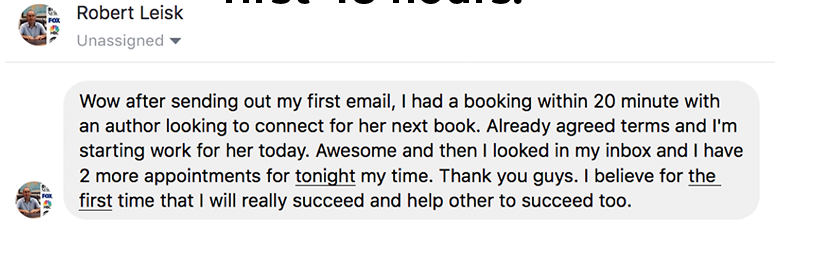 Robert Leisk
Unassigned
Wow after sending out my first email, I had a booking within 20 minute with
an author looking to connect for her next book. Already agreed terms and I'm
starting work for her today. Awesome and then I looked in my inbox and I have
2 more appointments for tonight my time. Thank you guys. I believe for the
first time that I will really succeed and help other to succeed too.